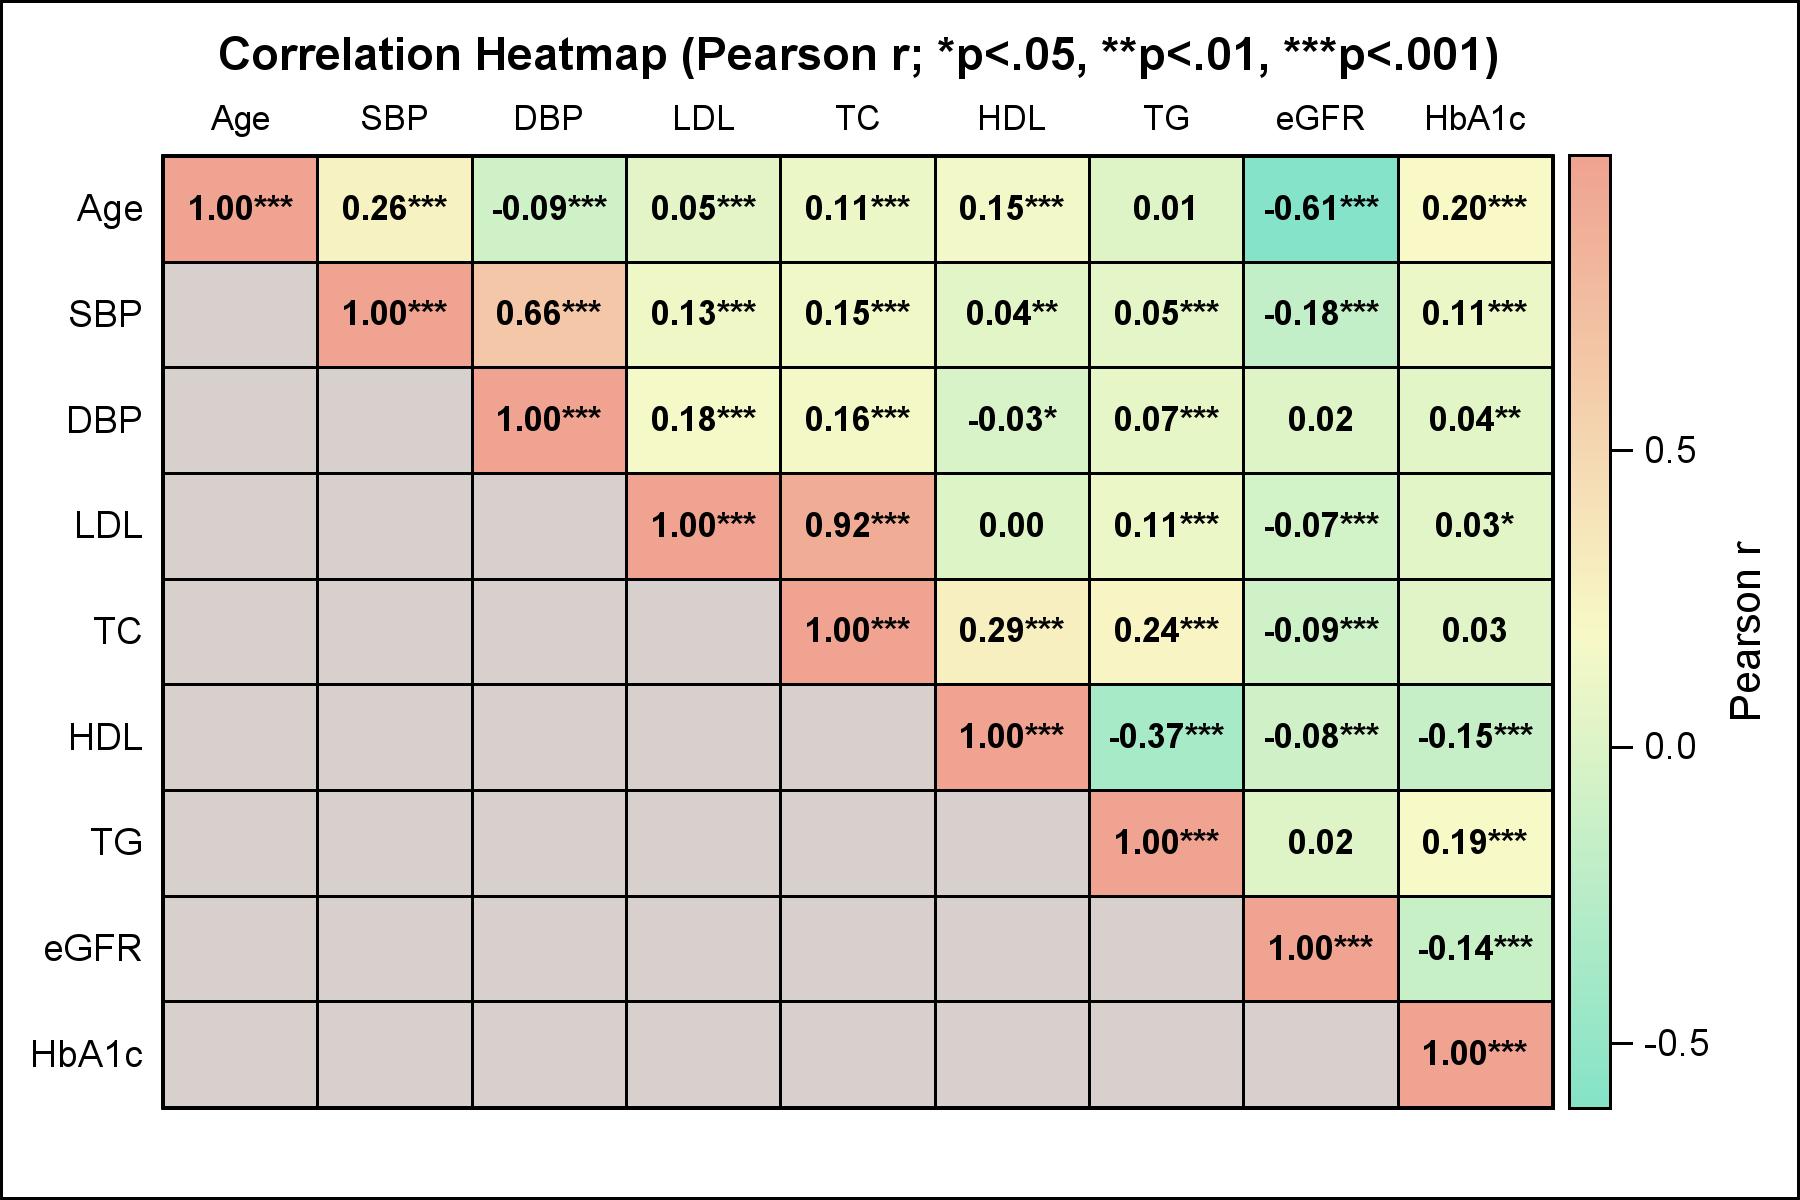 Correlation Heatmap (Pearson r; *p<.05, **p<.01, ***p<.001)
Age SBP DBP LDL TC HDL TG eGFR HbA1c
Age 1.00*** 0.26*** -0.09*** 0.05*** 0.11*** 0.15*** 0.01 -0.61*** 0.20***
SBP 1.00*** 0.66*** 0.13*** 0.15*** 0.04** 0.05*** -0.18*** 0.11***
DBP 1.00*** 0.18*** 0.16*** -0.03* 0.07*** 0.02 0.04**
LDL 1.00*** 0.92*** 0.00 0.11*** -0.07*** 0.03*
TC 1.00*** 0.29*** 0.24*** -0.09*** 0.03
HDL 1.00*** -0.37*** -0.08*** -0.15***
TG 1.00*** 0.02 0.19***
eGFR 1.00*** -0.14***
HbA1c 1.00***
0.5
0.0
-0.5
Pearson r